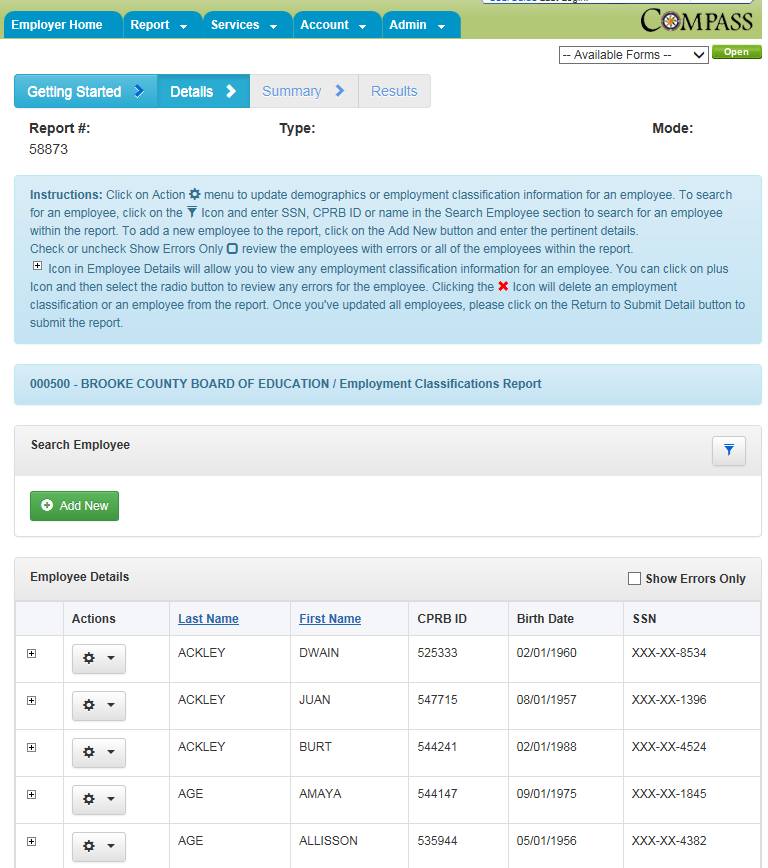 Employer Home Report Services Account Admin COMPASS
-- Available Forms -- Open
Getting Started Details Summary Results
Report #: Type: Mode:
58873
Instructions: Click on Action menu to update demographics or employment classification information for an employee. To search
for an employee, click on the Icon and enter SSN, CPRB ID or name in the Search Employee section to search for an employee
within the report. To add a new employee to the report, click on the Add New button and enter the pertinent details.
Check or uncheck Show Errors Only review the employees with errors or all of the employees within the report.
Icon in Employee Details will allow you to view any employment classification information for an employee. You can click on plus
Icon and then select the radio button to review any errors for the employee. Clicking the Icon will delete an employment
classification or an employee from the report. Once you've updated all employees, please click on the Return to Submit Detail button to
submit the report.
000500 - BROOKE COUNTY BOARD OF EDUCATION / Employment Classifications Report
Search Employee
Add New
Employee Details Show Errors Only
Actions Last Name First Name CPRB ID Birth Date SSN
ACKLEY DWAIN 525333 02/01/1960 XXX-XX-8534
ACKLEY JUAN 547715 08/01/1957 XXX-XX-1396
ACKLEY BURT 544241 02/01/1988 XXX-XX-4524
AGE AMAYA 544147 09/01/1975 XXX-XX-1845
AGE ALLISSON 535944 05/01/1956 XXX-XX-4382